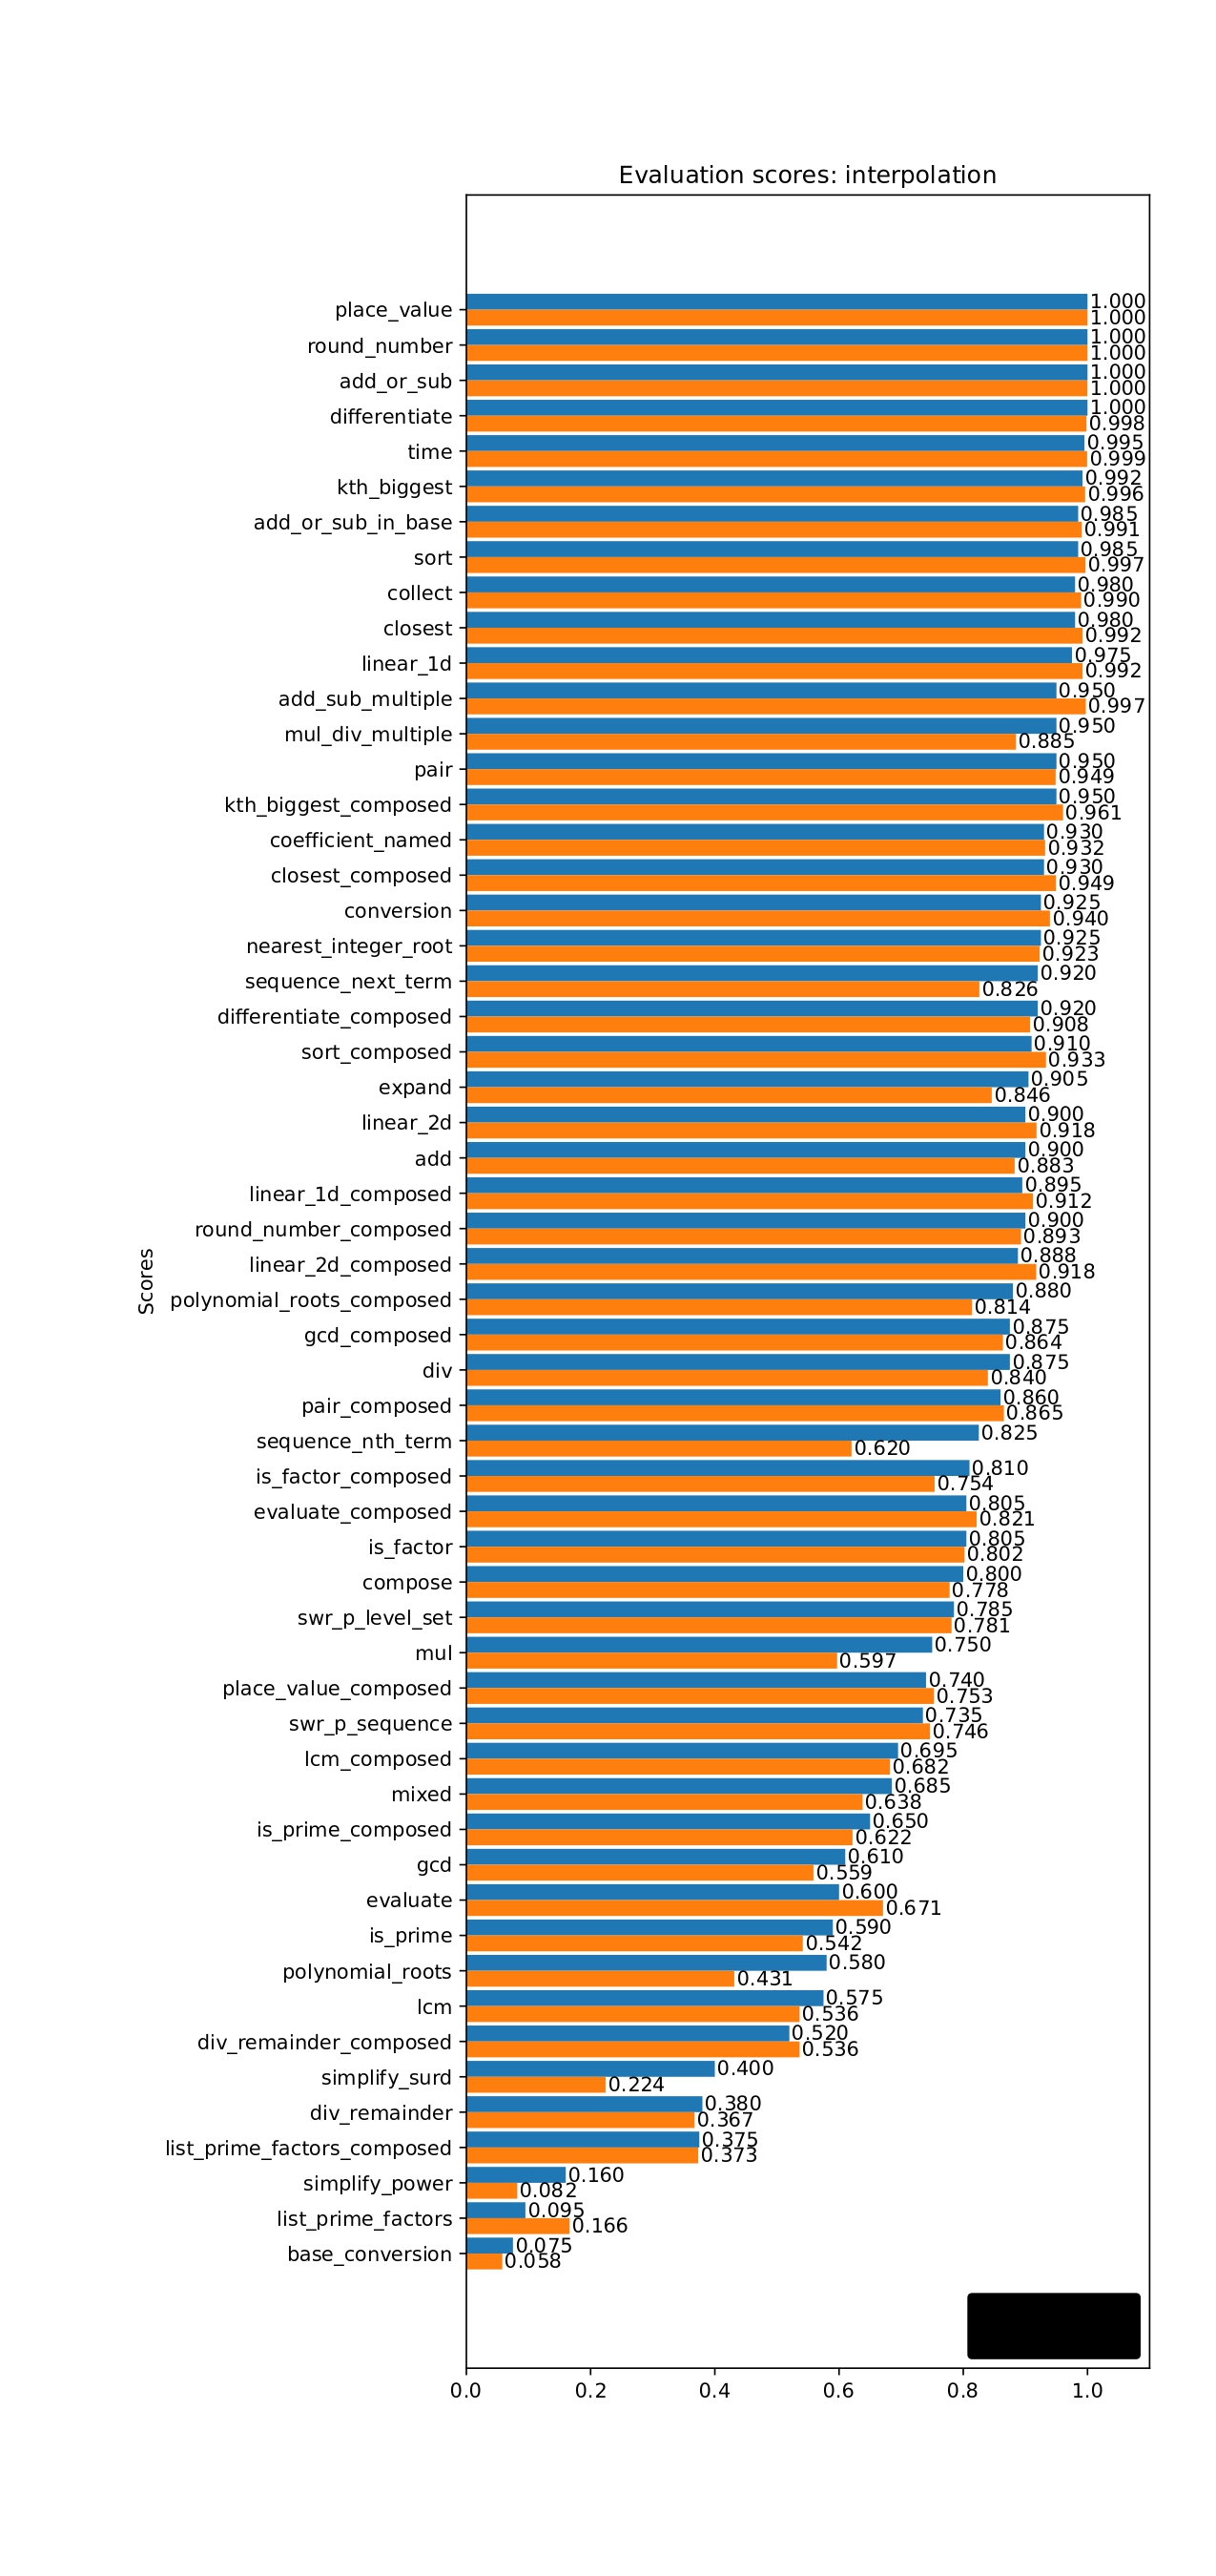 Evaluation scores: interpolation
place_value 1.000
1.000
round_number 1.000
1.000
add_or_sub 1.000
1.000
differentiate 1.000
0.998
time 0.995
0.999
kth_biggest 0.992
0.996
add_or_sub_in_base 0.985
0.991
sort 0.985
0.997
collect 0.980
0.990
closest 0.980
0.992
linear_1d 0.975
0.992
add_sub_multiple 0.950
0.997
mul_div_multiple 0.950
0.885
pair 0.950
0.949
kth_biggest_composed 0.950
0.961
coefficient_named 0.930
0.932
closest_composed 0.930
0.949
conversion 0.925
0.940
nearest_integer_root 0.925
0.923
sequence_next_term 0.920
0.826
differentiate_composed 0.920
0.908
sort_composed 0.910
0.933
expand 0.905
0.846
linear_2d 0.900
0.918
add 0.900
0.883
linear_1d_composed 0.895
0.912
round_number_composed 0.900
0.893
linear_2d_composed 0.888
0.918
Scores
polynomial_roots_composed 0.880
0.814
gcd_composed 0.875
0.864
div 0.875
0.840
pair_composed 0.860
0.865
sequence_nth_term 0.825
0.620
is_factor_composed 0.810
0.754
evaluate_composed 0.805
0.821
is_factor 0.805
0.802
compose 0.800
0.778
swr_p_level_set 0.785
0.781
mul 0.750
0.597
place_value_composed 0.740
0.753
swr_p_sequence 0.735
0.746
lcm_composed 0.695
0.682
mixed 0.685
0.638
is_prime_composed 0.650
0.622
gcd 0.610
0.559
evaluate 0.600
0.671
is_prime 0.590
0.542
polynomial_roots 0.580
0.431
lcm 0.575
0.536
div_remainder_composed 0.520
0.536
simplify_surd 0.400
0.224
div_remainder 0.380
0.367
list_prime_factors_composed 0.375
0.373
simplify_power 0.160
0.082
list_prime_factors 0.095
0.166
base_conversion 0.075
0.058
0.0 0.2 0.4 0.6 0.8 1.0